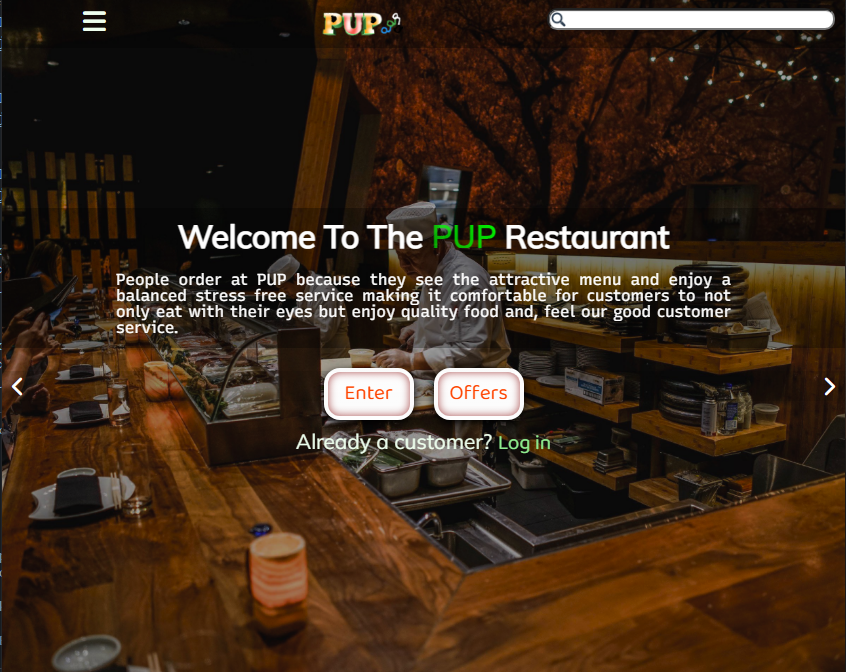 PUP
Welcome To The PUP Restaurant
People order at PUP because they see the attractive menu and enjoy a
balanced stress free service making it comfortable for customers to not
only eat with their eyes but enjoy quality food and, feel our good customer
service.
Enter
Offers
Already a customer? Log in